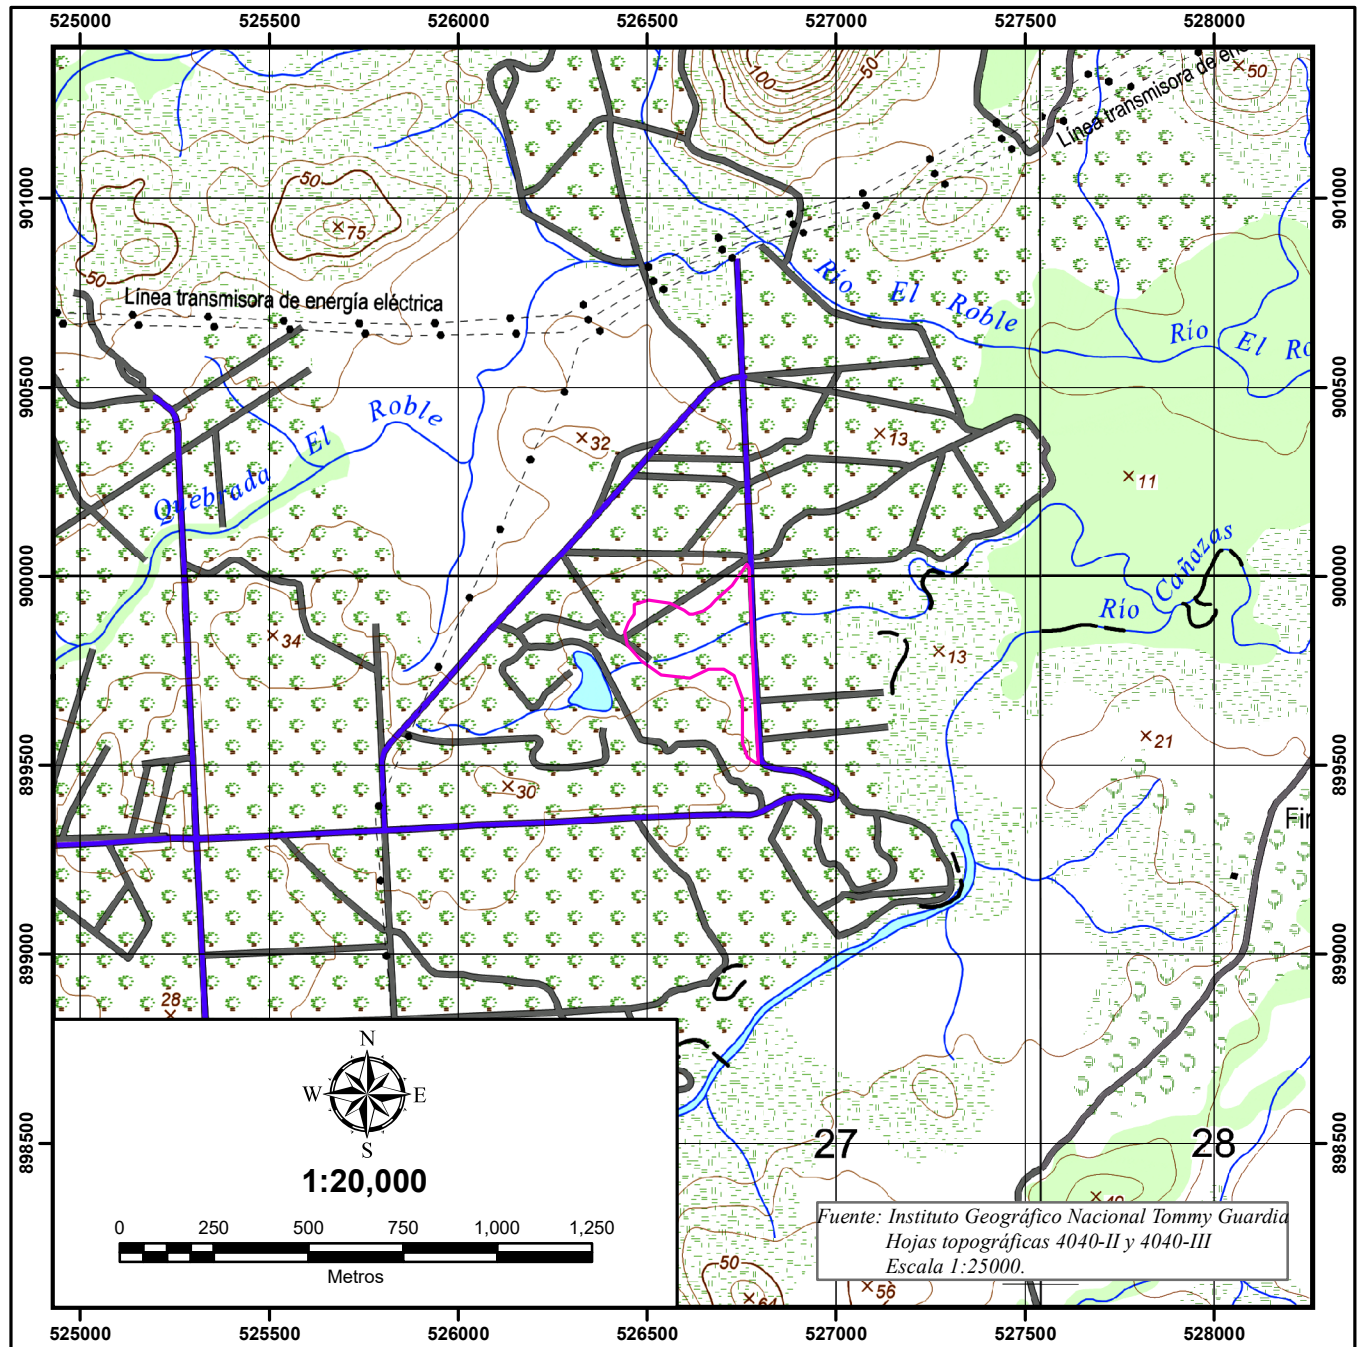 525000 525500 526000 526500 527000 527500 528000
100
50
50
Línea transmisora de en
901000
50
75
901000
50
Línea transmisora de energía eléctrica
Río El Roble
Río El Ro
900500
Roble
El
Quebrada
32
13
11
900500
900000
Cañazas
Río
900000
34
13
21
899500
30
899500
Fir
899000
28
899000
N
W E
S
1:20,000
898500
27
28
898500
0 250 500 750 1,000 1,250
Metros
Fuente: Instituto Geográfico Nacional Tommy Guardia
Hojas topográficas 4040-II y 4040-III
Escala 1:25000.
50
56
64
525000 525500 526000 526500 527000 527500 528000